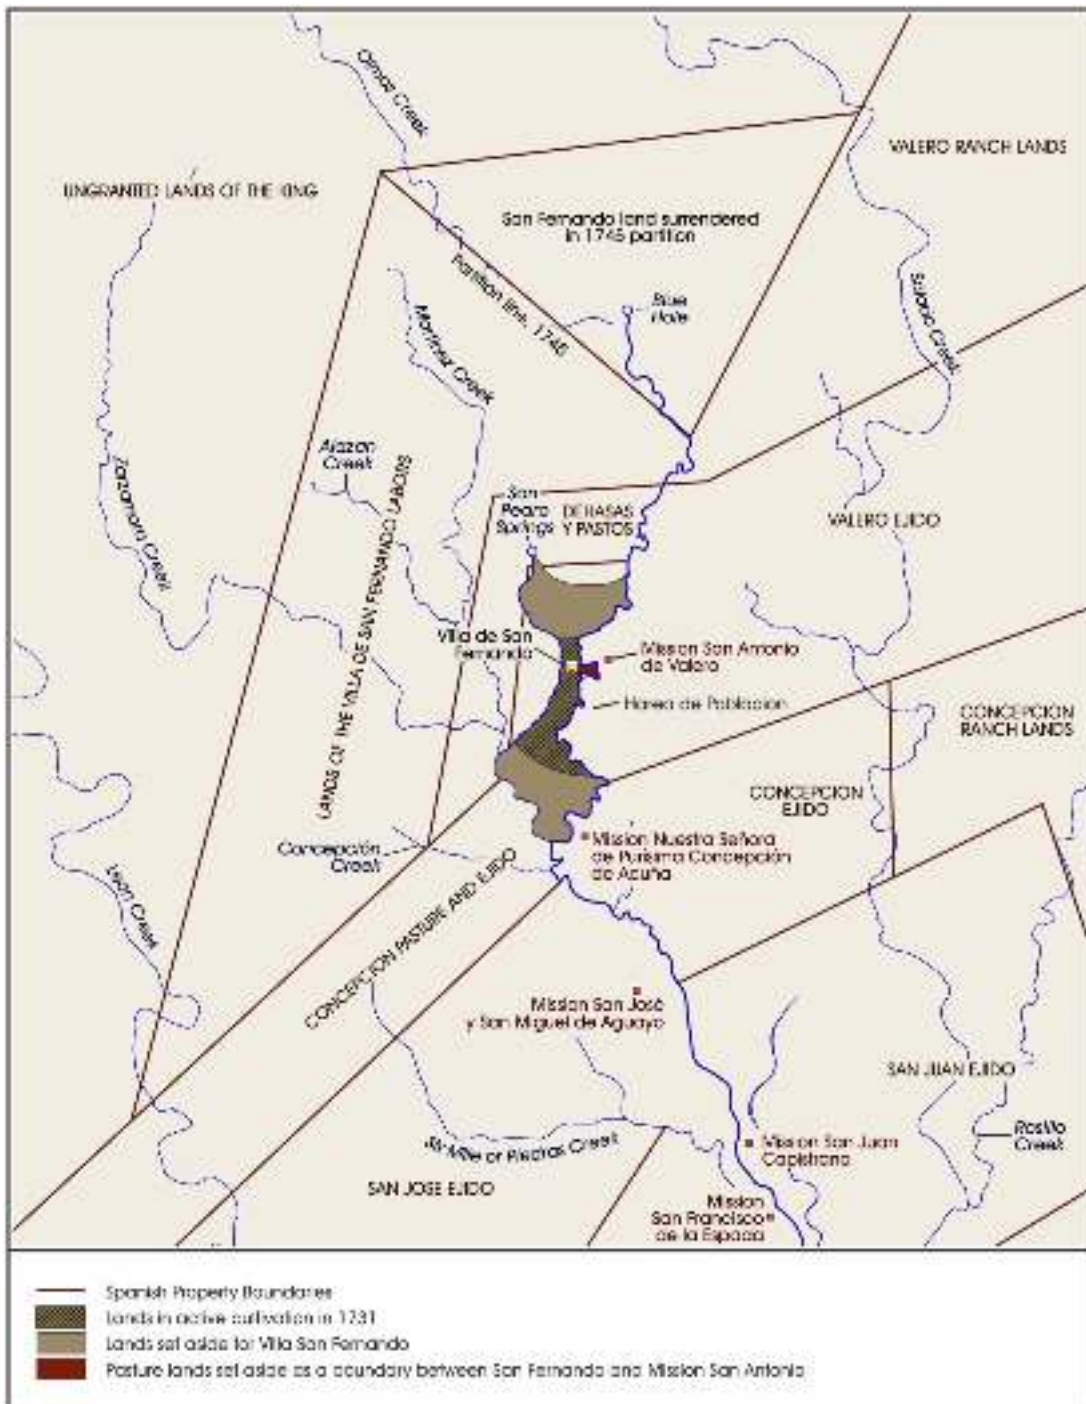 Olmos Creek
VALERO RANCH LANDS
UNGRANTED LANDS OF THE KING
San Fernando land surrendered
in 1745 partition
Partition line, 1745
Blue
Hole
Salado Creek
Martinez Creek
Alazan
Creek
Zarzamora Creek
LANDS OF THE VILLA DE SAN FERNANDO LABORS
San
Pedro
Springs
DEHASAS
Y PASTOS
VALERO EJIDO
Villa de San
Fernando
Mission San Antonio
de Valero
Harea de Poblacion
CONCEPCION
RANCH LANDS
CONCEPCION
EJIDO
Concepción
Creek
Mission Nuestra Señora
de Purísima Concepción
de Acuña
Leon Creek
CONCEPCION PASTURE AND EJIDO
Mission San José
y San Miguel de Aguayo
SAN JUAN EJIDO
Rosillo
Creek
Six-Mile or Piedras Creek
Mission San Juan
Capistrano
SAN JOSE EJIDO
Mission
San Francisco
de la Espada
Spanish Property Boundaries
Lands in active cultivation in 1731
Lands set aside for Villa San Fernando
Pasture lands set aside as a boundary between San Fernando and Mission San Antonio